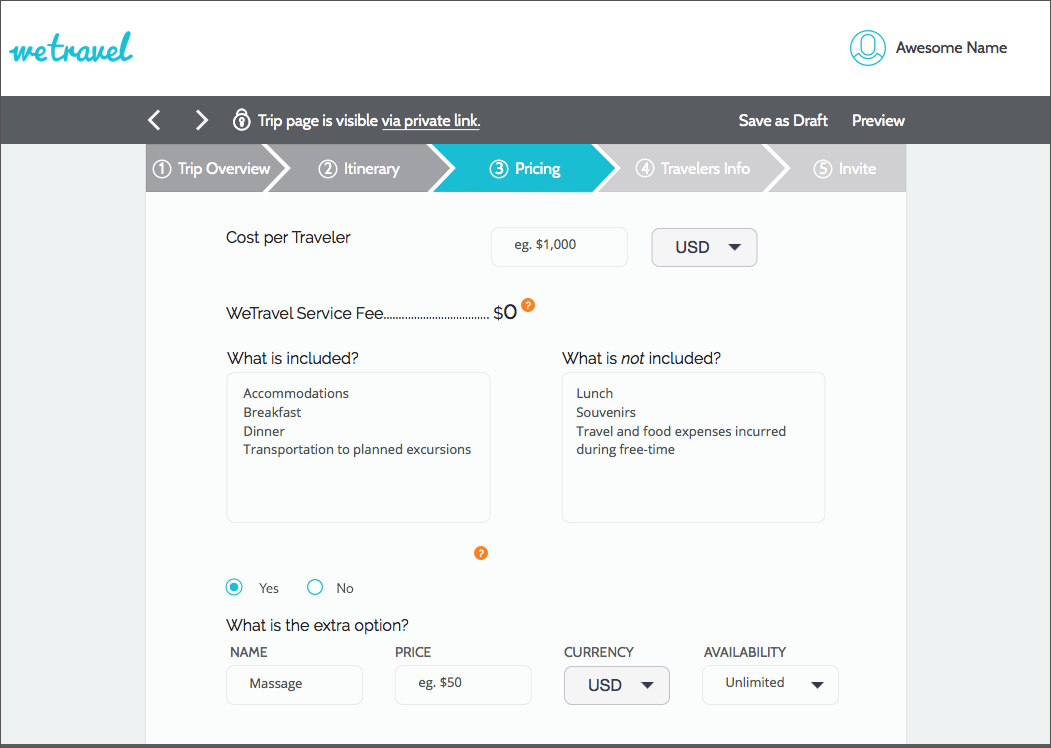 wetravel
Awesome Name
Trip page is visible via private link.
Save as Draft
Preview
1 Trip Overview
2 Itinerary
3 Pricing
4 Travelers Info
5 Invite
Cost per Traveler
eg. $1,000
USD
WeTravel Service Fee................................... $0 ?
What is included?
Accommodations
Breakfast
Dinner
Transportation to planned excursions
What is not included?
Lunch
Souvenirs
Travel and food expenses incurred
during free-time
?
Yes
No
What is the extra option?
NAME
PRICE
CURRENCY
AVAILABILITY
Massage
eg. $50
USD
Unlimited